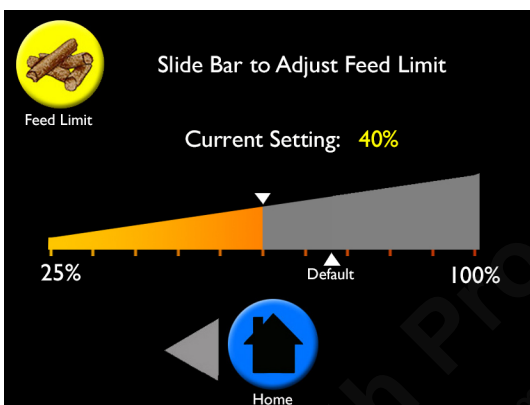 Slide Bar to Adjust Feed Limit
Feed Limit
Current Setting: 40%
25%
Default
100%
Home